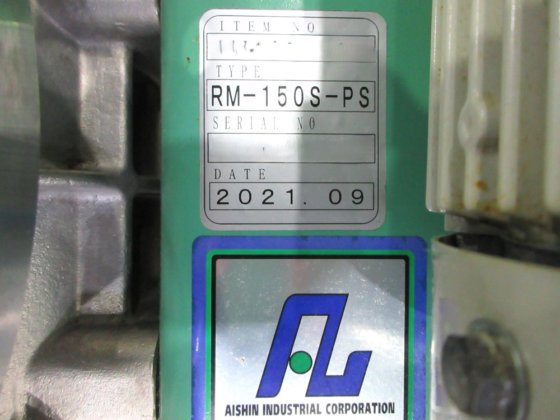 ITEM NO
TYPE
RM-150S-PS
SERIAL NO
DATE
2021.09
AISHIN INDUSTRIAL CORPORATION